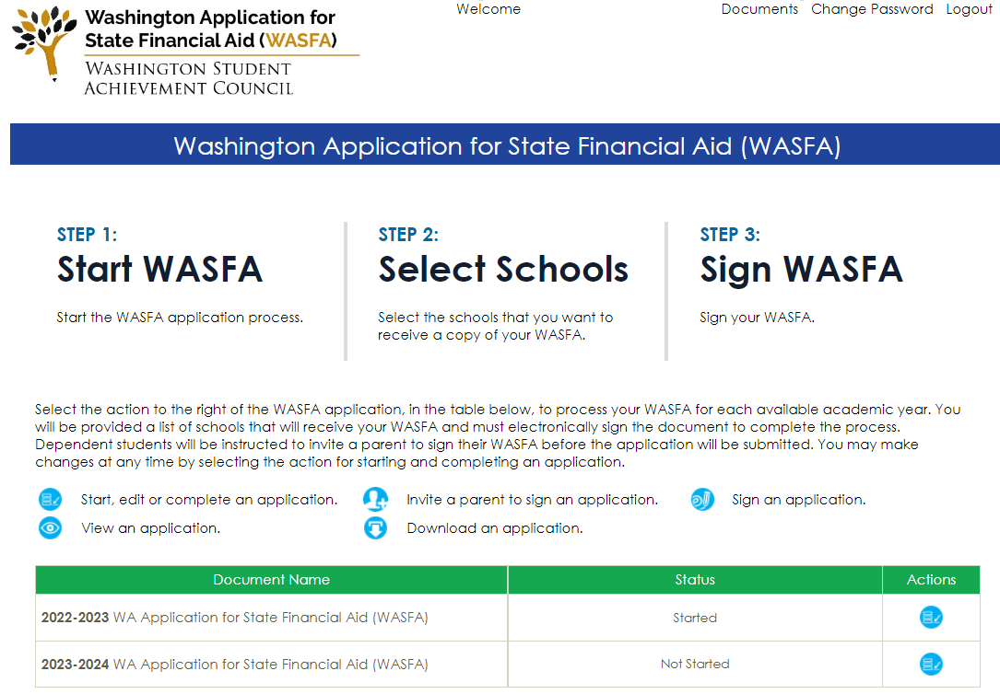 Washington Application for
State Financial Aid (WASFA)
WASHINGTON STUDENT
ACHIEVEMENT COUNCIL
Welcome
Documents Change Password Logout
Washington Application for State Financial Aid (WASFA)
STEP 1:
Start WASFA
Start the WASFA application process.
STEP 2:
Select Schools
Select the schools that you want to
receive a copy of your WASFA.
STEP 3:
Sign WASFA
Sign your WASFA.
Select the action to the right of the WASFA application, in the table below, to process your WASFA for each available academic year. You
will be provided a list of schools that will receive your WASFA and must electronically sign the document to complete the process.
Dependent students will be instructed to invite a parent to sign their WASFA before the application will be submitted. You may make
changes at any time by selecting the action for starting and completing an application.
Start, edit or complete an application. Invite a parent to sign an application. Sign an application.
View an application. Download an application.
Document Name Status Actions
2022-2023 WA Application for State Financial Aid (WASFA) Started
2023-2024 WA Application for State Financial Aid (WASFA) Not Started